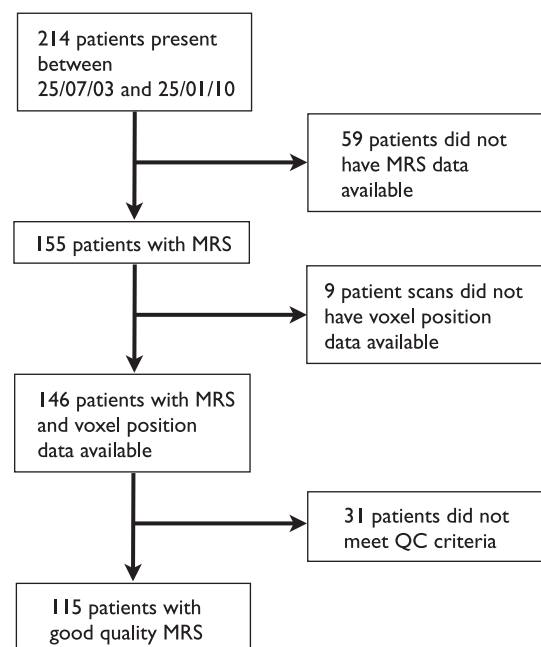 214 patients present
between
25/07/03 and 25/01/10
59 patients did not
have MRS data
available
155 patients with MRS
9 patient scans did not
have voxel position
data available
146 patients with MRS
and voxel position
data available
31 patients did not
meet QC criteria
115 patients with
good quality MRS